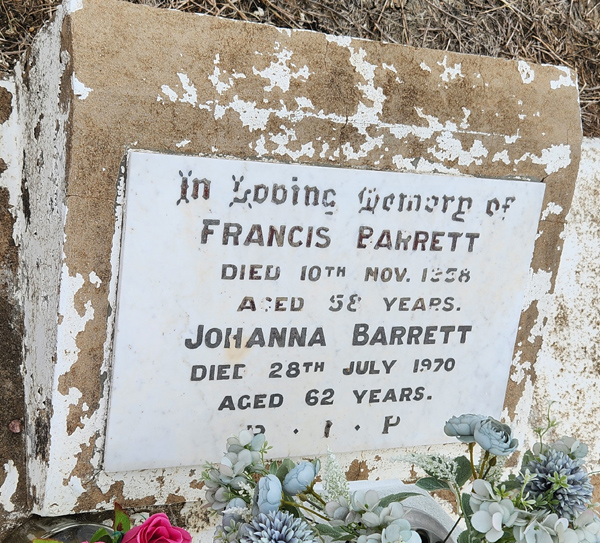 In Loving Memory of
FRANCIS BARRETT
DIED 10TH NOV. 1958
AGED 58 YEARS.
JOHANNA BARRETT
DIED 28TH JULY 1970
AGED 62 YEARS.
R · I · P